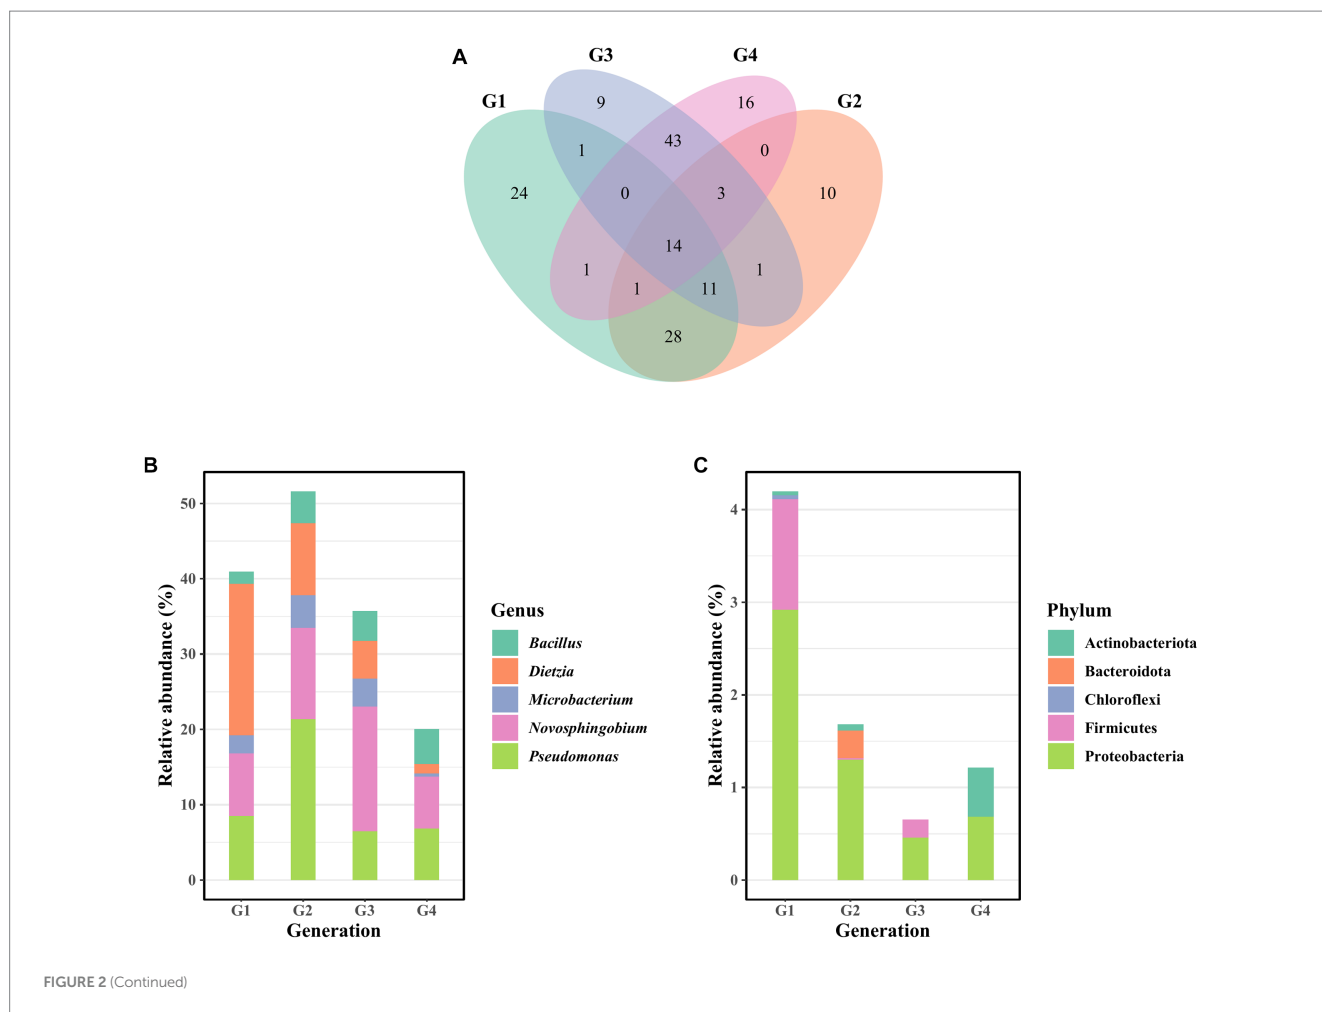 A
G3
G4
G1
G2
9
16
43
1
0
24
0
3
10
14
1
1
1
11
28
B
50
40
30
20
10
0
Relative abundance (%)
G1
G2
G3
G4
Generation
Genus
Bacillus
Dietzia
Microbacterium
Novosphingobium
Pseudomonas
C
4
3
2
1
0
Relative abundance (%)
G1
G2
G3
G4
Generation
Phylum
Actinobacteriota
Bacteroidota
Chloroflexi
Firmicutes
Proteobacteria
FIGURE 2 (Continued)